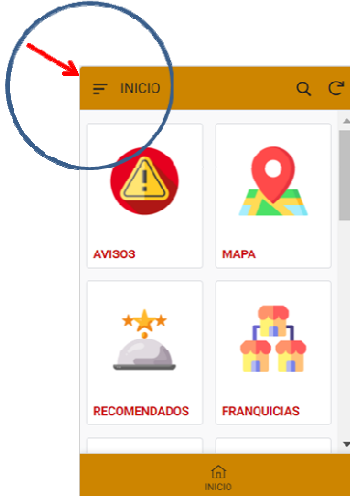 INICIO
AVISOS
MAPA
RECOMENDADOS
FRANQUICIAS
INICIO